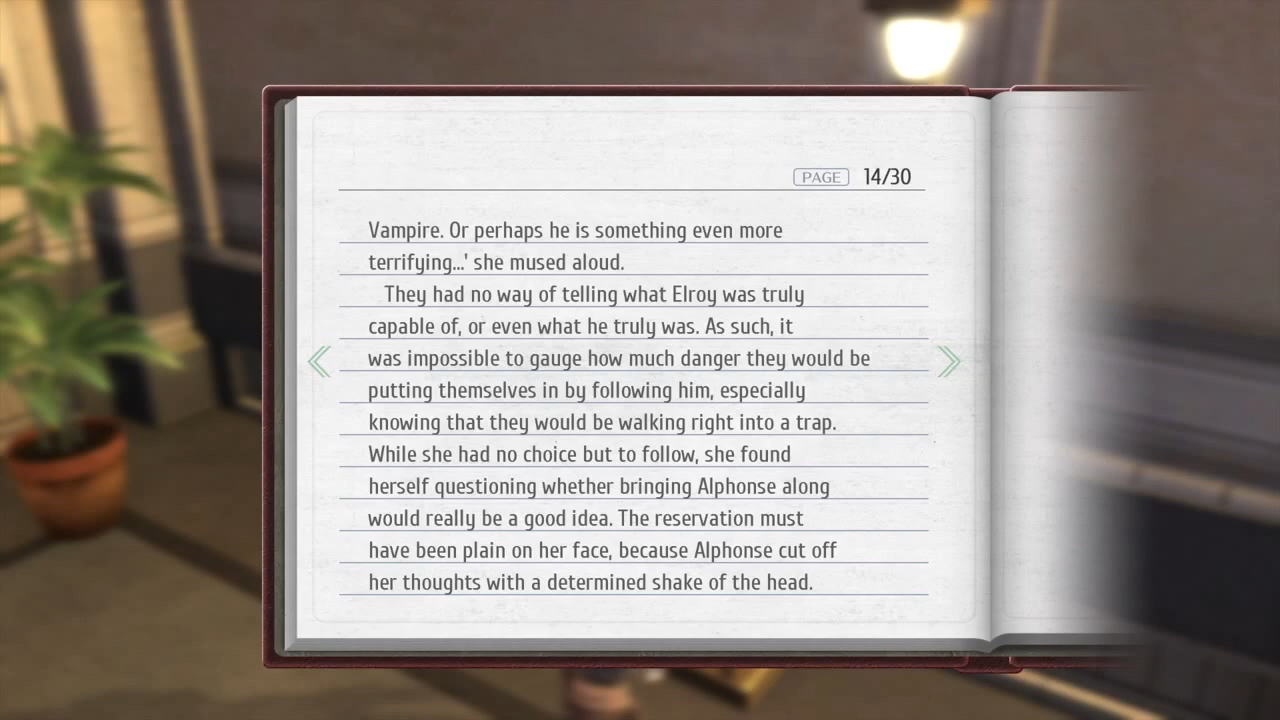 PAGE 14/30
Vampire. Or perhaps he is something even more
terrifying...' she mused aloud.
They had no way of telling what Elroy was truly
capable of, or even what he truly was. As such, it
was impossible to gauge how much danger they would be
putting themselves in by following him, especially
knowing that they would be walking right into a trap.
While she had no choice but to follow, she found
herself questioning whether bringing Alphonse along
would really be a good idea. The reservation must
have been plain on her face, because Alphonse cut off
her thoughts with a determined shake of the head.